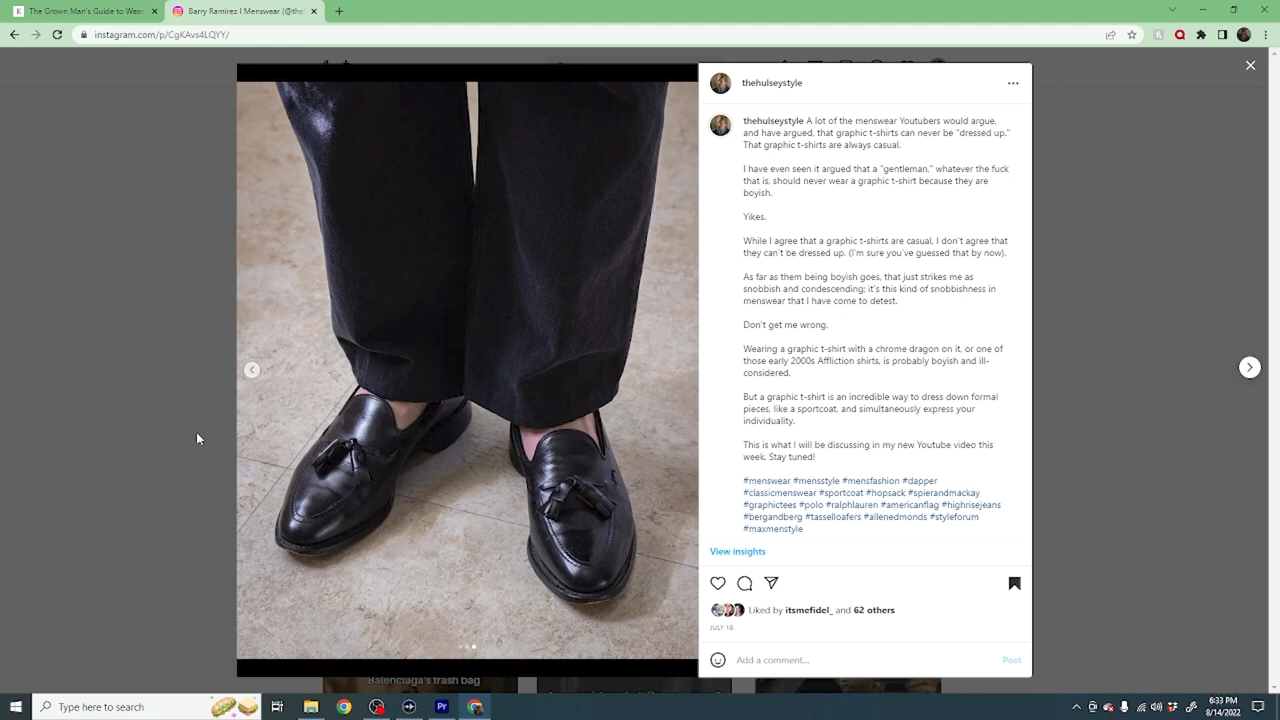 The Grown Man's Guide to Wea
Barry Ramirez I Menswear (@the
instagram.com/p/CgKAvs4LQYY/
thehulseystyle
thehulseystyle A lot of the menswear Youtubers would argue,
and have argued, that graphic t-shirts can never be "dressed up."
That graphic t-shirts are always casual.
I have even seen it argued that a "gentleman," whatever the fuck
that is, should never wear a graphic t-shirt because they are
boyish.
Yikes.
While I agree that a graphic t-shirts are casual, I don't agree that
they can't be dressed up. (I'm sure you've guessed that by now).
As far as them being boyish goes, that just strikes me as
snobbish and condescending; it's this kind of snobbishness in
menswear that I have come to detest.
Don't get me wrong.
Wearing a graphic t-shirt with a chrome dragon on it, or one of
those early 2000s Affliction shirts, is probably boyish and ill-
considered.
But a graphic t-shirt is an incredible way to dress down formal
pieces, like a sportcoat, and simultaneously express your
individuality.
This is what I will be discussing in my new Youtube video this
week. Stay tuned!
#menswear #mensstyle #mensfashion #dapper
#classicmenswear #sportcoat #hopsack #spierandmackay
#graphictees #polo #ralphlauren #americanflag #highrisejeans
#bergandberg #tasselloafers #allenedmonds #styleforum
#maxmenstyle
View insights
Liked by itsmefidel_ and 62 others
JULY 18
Add a comment...
Post
Balenciaga's trash bag
Type here to search
Pr
6:33 PM
8/14/2022